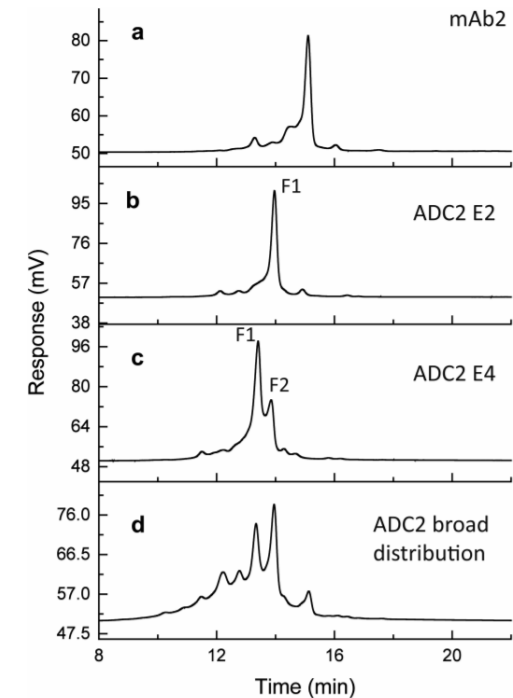 a
mAb2
80
70
60
50
b
F1
ADC2 E2
95
76
57
38
c
F1
F2
ADC2 E4
96
80
64
48
d
ADC2 broad
distribution
76.0
66.5
57.0
47.5
8
12
16
20
Response (mV)
Time (min)